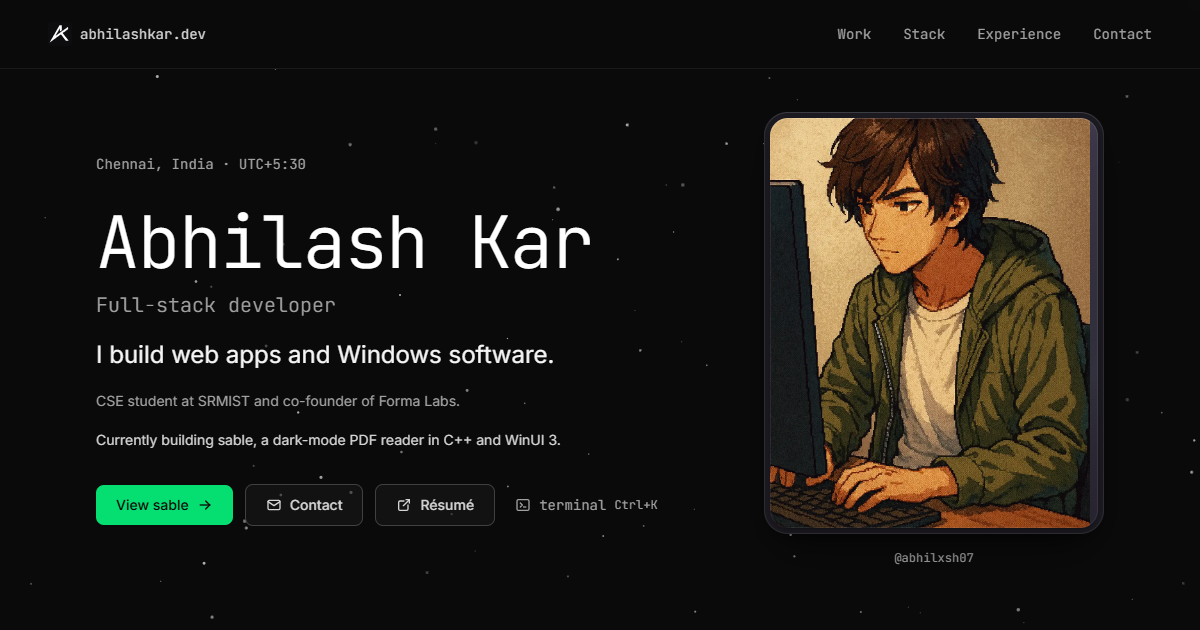 abhilashkar.dev
Work Stack Experience Contact
Chennai, India · UTC+5:30
Abhilash Kar
Full-stack developer
I build web apps and Windows software.
CSE student at SRMIST and co-founder of Forma Labs.
Currently building sable, a dark-mode PDF reader in C++ and WinUI 3.
View sable → Contact Résumé terminal Ctrl+K
@abhilxsh07